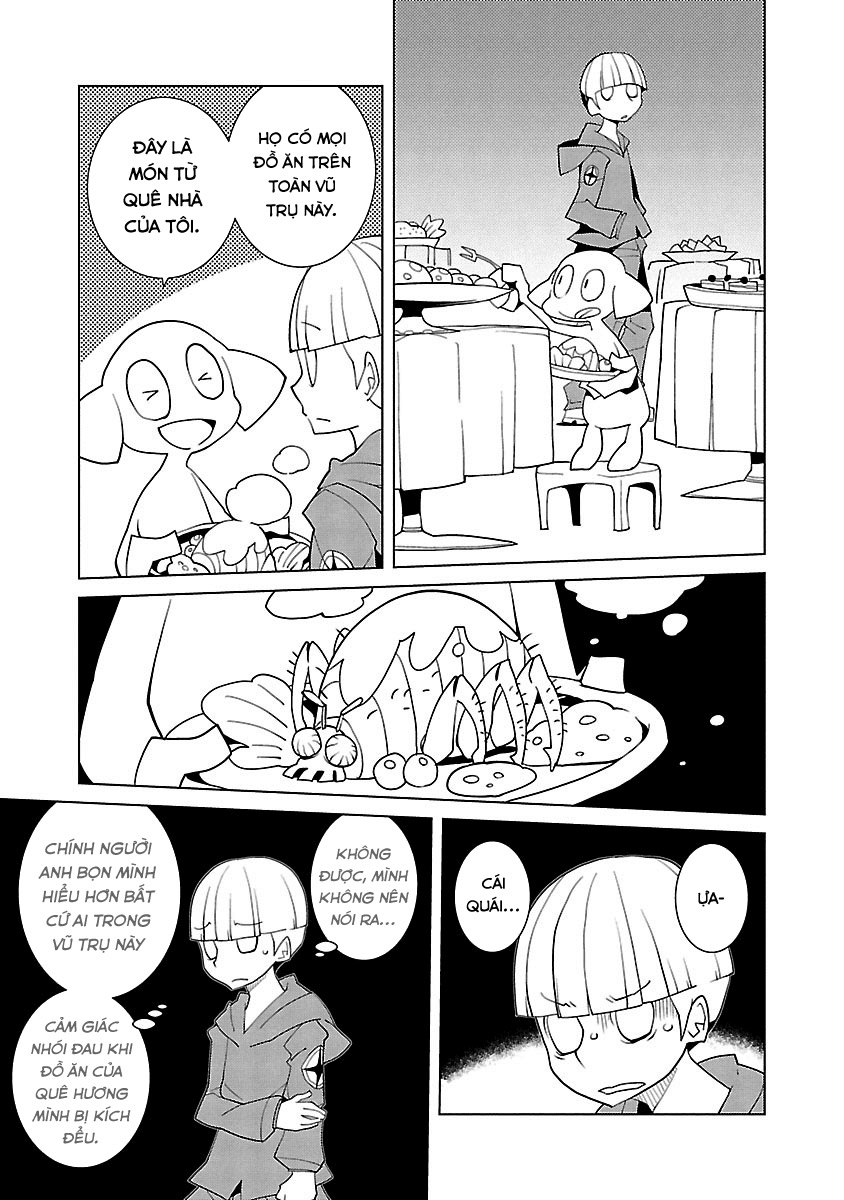 HỌ CÓ MỌI
ĐỒ ĂN TRÊN
TOÀN VŨ
TRỤ NÀY.
ĐÂY LÀ
MÓN TỪ
QUÊ NHÀ
CỦA TÔI.
ỰA-
CÁI
QUÁI...
KHÔNG
ĐƯỢC, MÌNH
KHÔNG NÊN
NÓI RA...
CHÍNH NGƯỜI
ANH BỌN MÌNH
HIỂU HƠN BẤT
CỨ AI TRONG
VŨ TRỤ NÀY
CẢM GIÁC
NHÓI ĐAU KHI
ĐỒ ĂN CỦA
QUÊ HƯƠNG
MÌNH BỊ KÍCH
ĐỂU.